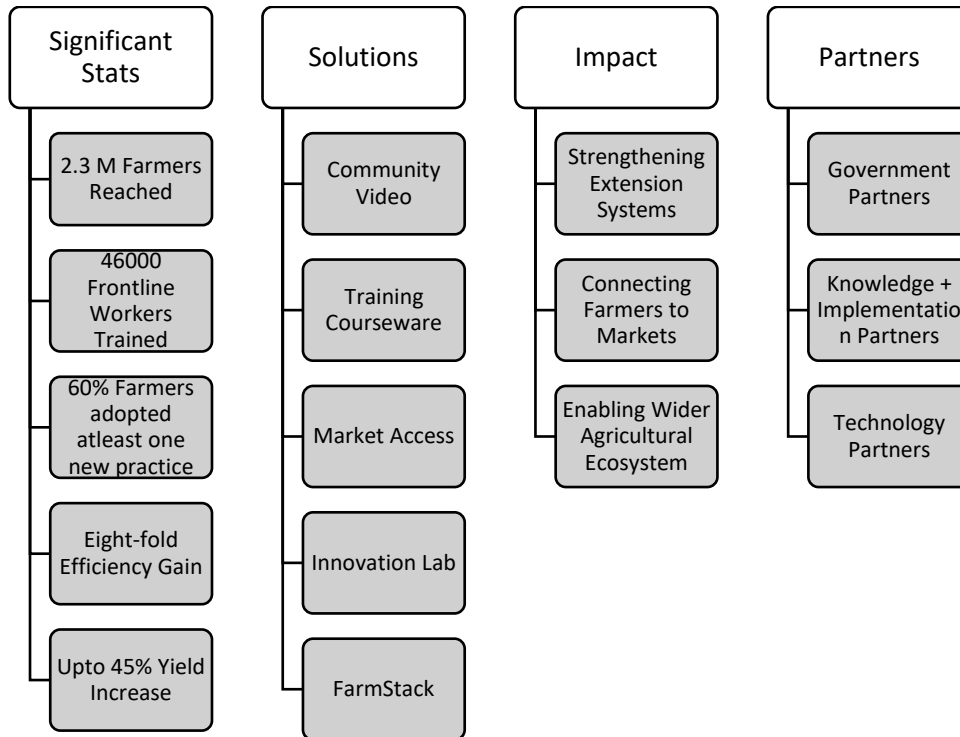 Significant
Stats
2.3 M Farmers
Reached
46000
Frontline
Workers
Trained
60% Farmers
adopted
atleast one
new practice
Eight-fold
Efficiency Gain
Upto 45% Yield
Increase
Solutions
Community
Video
Training
Courseware
Market Access
Innovation Lab
FarmStack
Impact
Strengthening
Extension
Systems
Connecting
Farmers to
Markets
Enabling Wider
Agricultural
Ecosystem
Partners
Government
Partners
Knowledge +
Implementatio
n Partners
Technology
Partners